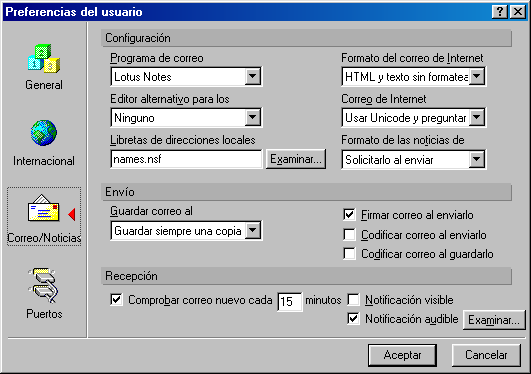 Preferencias del usuario
General
Internacional
Correo/Noticias
Puertos
Configuración
Programa de correo
Lotus Notes
Formato del correo de Internet
HTML y texto sin formatea
Editor alternativo para los
Ninguno
Correo de Internet
Usar Unicode y preguntar
Libretas de direcciones locales
names.nsf
Examinar...
Formato de las noticias de
Solicitarlo al enviar
Envío
Guardar correo al
Guardar siempre una copia
Firmar correo al enviarlo
Codificar correo al enviarlo
Codificar correo al guardarlo
Recepción
Comprobar correo nuevo cada 15 minutos
Notificación visible
Notificación audible
Examinar...
Aceptar
Cancelar